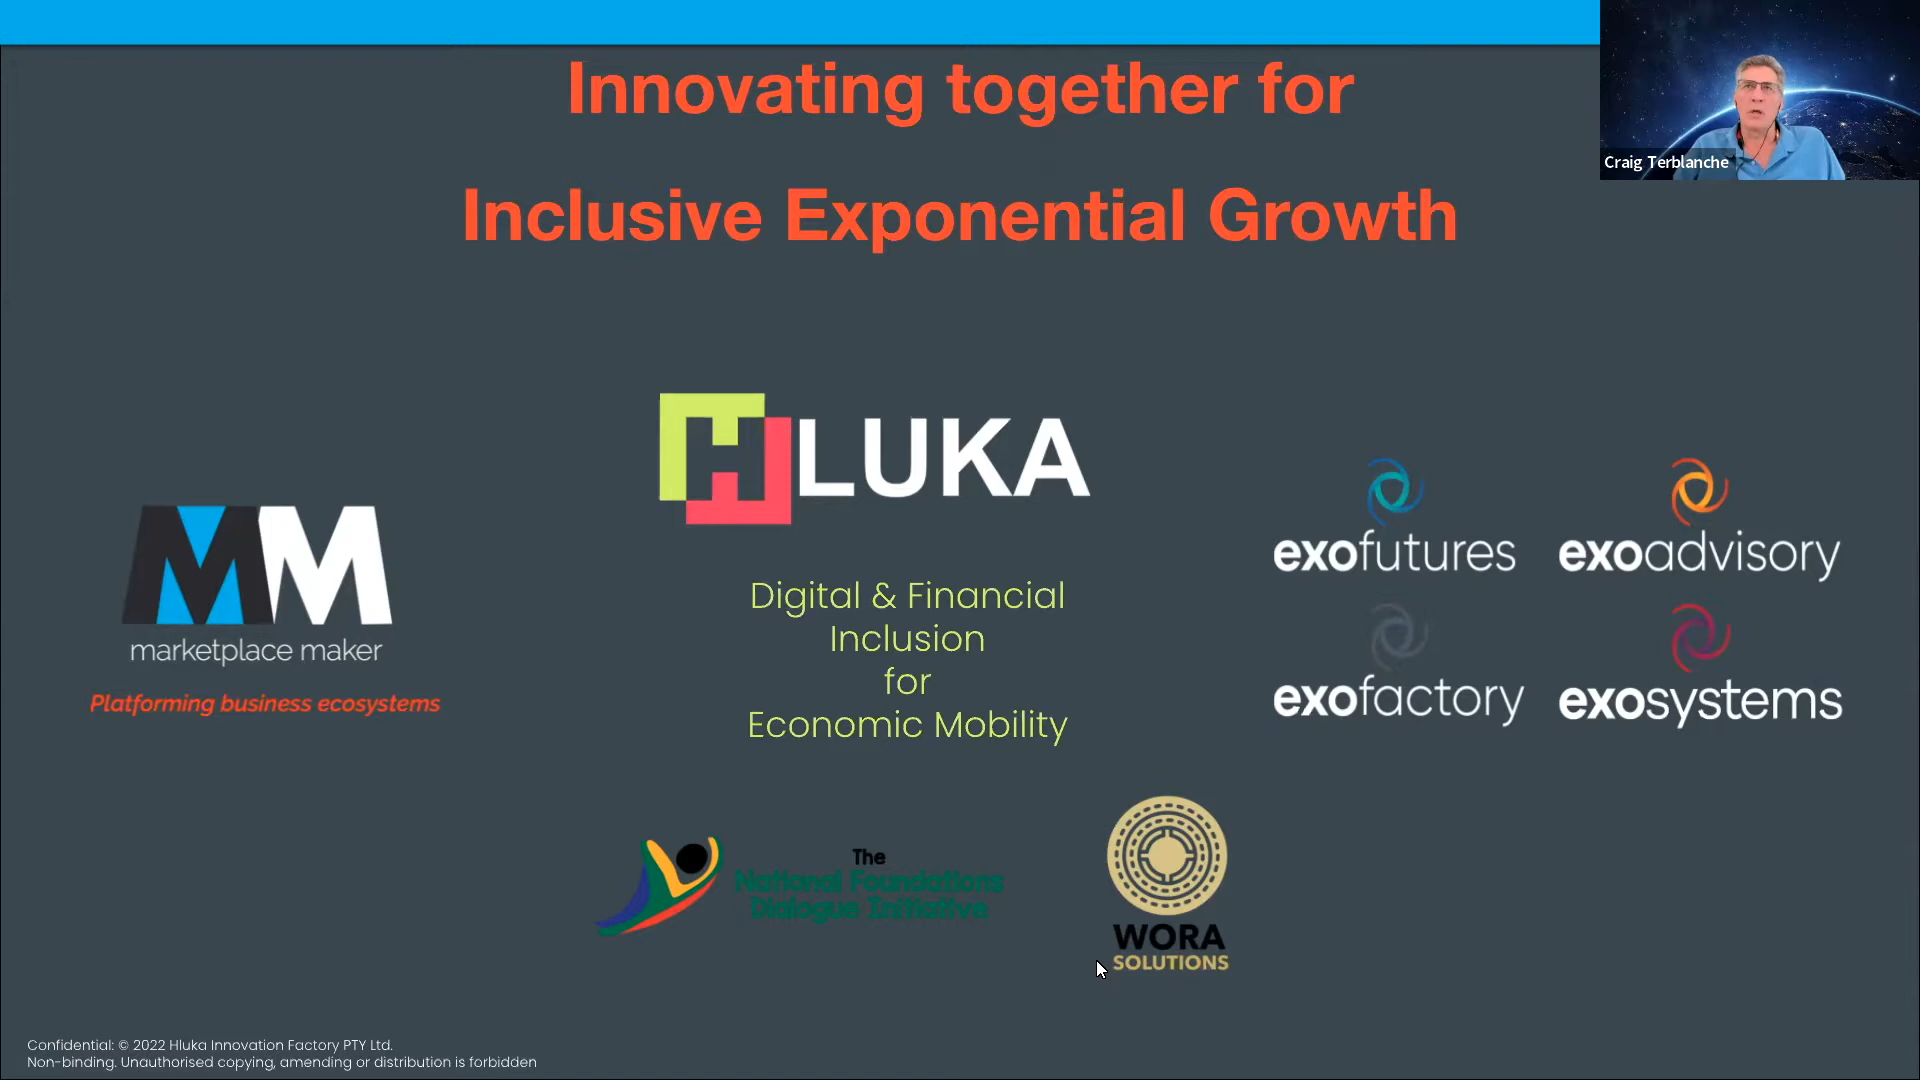 Innovating together for
Inclusive Exponential Growth
Craig Terblanche
HLUKA
Digital & Financial
Inclusion
for
Economic Mobility
MM
marketplace maker
Platforming business ecosystems
exofutures
exoadvisory
exofactory
exosystems
The
National Foundations
Dialogue Initiative
WORA
SOLUTIONS
Confidential: © 2022 Hluka Innovation Factory PTY Ltd.
Non-binding. Unauthorised copying, amending or distribution is forbidden